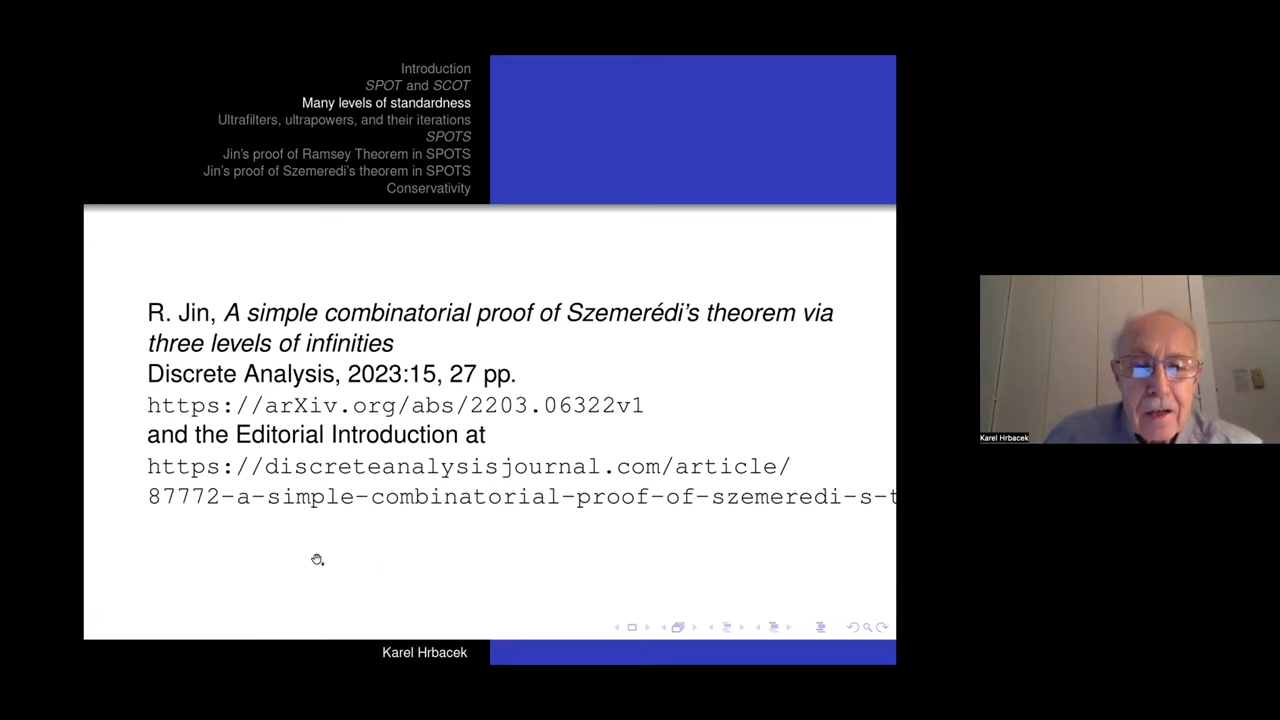 Introduction
SPOT and SCOT
Many levels of standardness
Ultrafilters, ultrapowers, and their iterations
SPOTS
Jin's proof of Ramsey Theorem in SPOTS
Jin's proof of Szemeredi's theorem in SPOTS
Conservativity
R. Jin, A simple combinatorial proof of Szemerédi's theorem via
three levels of infinities
Discrete Analysis, 2023:15, 27 pp.
https://arXiv.org/abs/2203.06322v1
and the Editorial Introduction at
https://discreteanalysisjournal.com/article/
87772-a-simple-combinatorial-proof-of-szemeredi-s-t
Karel Hrbacek
Karel Hrbacek